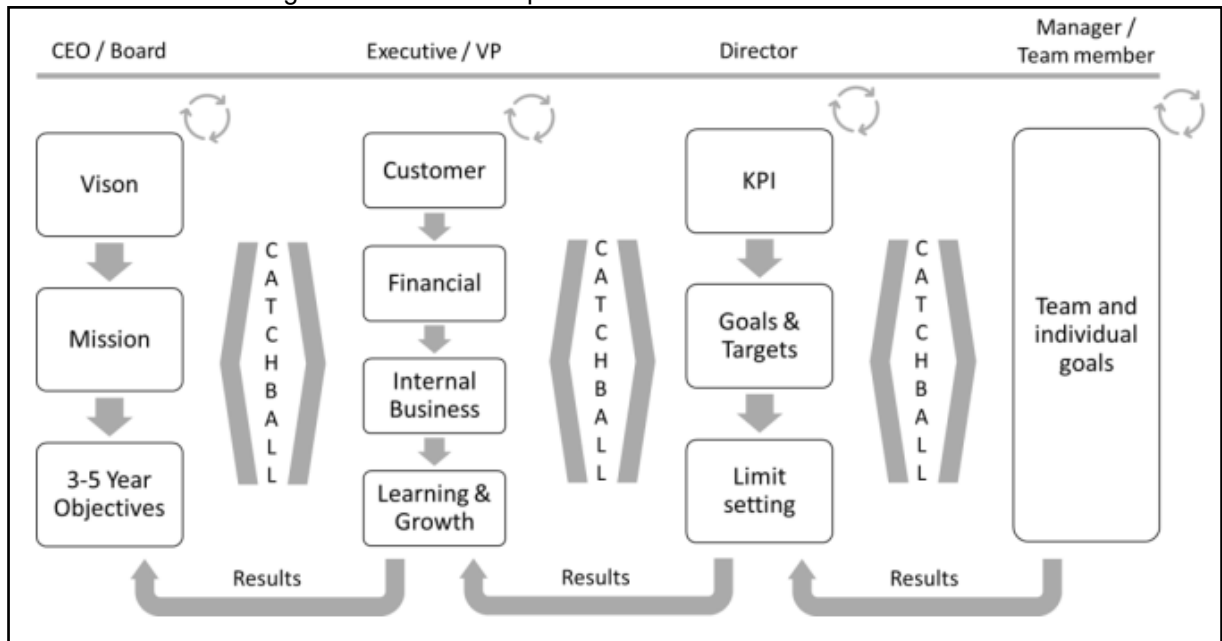 CEO / Board
Executive / VP
Director
Manager /
Team member
Vison
Mission
3-5 Year
Objectives
C
A
T
C
H
B
A
L
L
Customer
Financial
Internal
Business
Learning &
Growth
C
A
T
C
H
B
A
L
L
KPI
Goals &
Targets
Limit
setting
C
A
T
C
H
B
A
L
L
Team and
individual
goals
Results
Results
Results